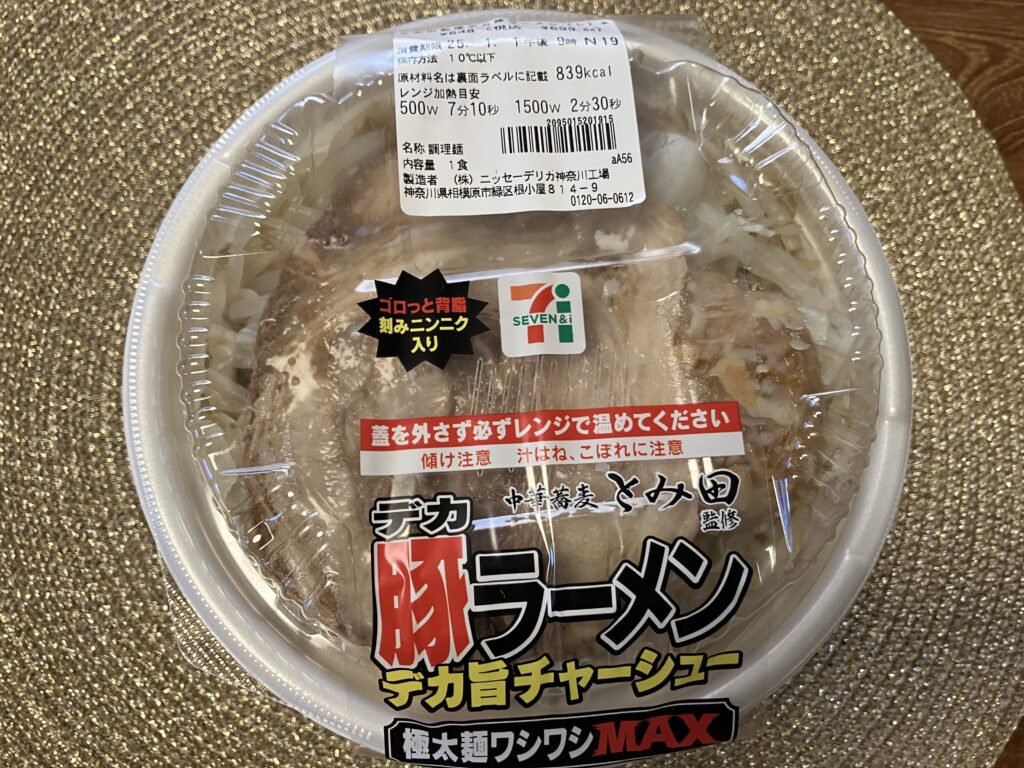 ¥648 (税込 ¥699.84)
消費期限 25. 1. 1午後 9時 N19
保存方法 10℃以下
原材料名は裏面ラベルに記載 839kcal
レンジ加熱目安
500W 7分10秒 1500W 2分30秒
2095015201915
名称 調理麺
内容量 1食
aA56
製造者 (株)ニッセーデリカ神奈川工場
神奈川県相模原市緑区根小屋814-9
0120-06-0612
ゴロっと背脂
刻みニンニク
入り
SEVEN&i
蓋を外さず必ずレンジで温めてください
傾け注意 汁はね、こぼれに注意
中華蕎麦 とみ田
監修
デカ
豚ラーメン
デカ旨チャーシュー
極太麺ワシワシMAX